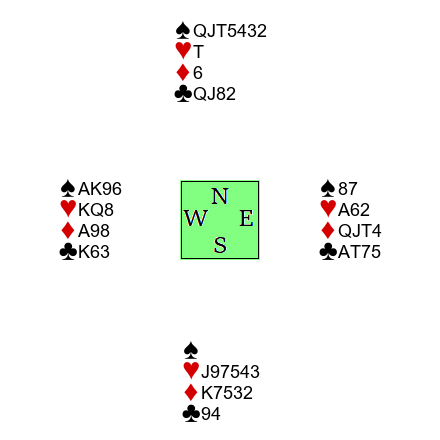 ♠QJT5432
♥T
♦6
♣QJ82
♠AK96
♥KQ8
♦A98
♣K63
N
W E
S
♠87
♥A62
♦QJT4
♣AT75
♠
♥J97543
♦K7532
♣94